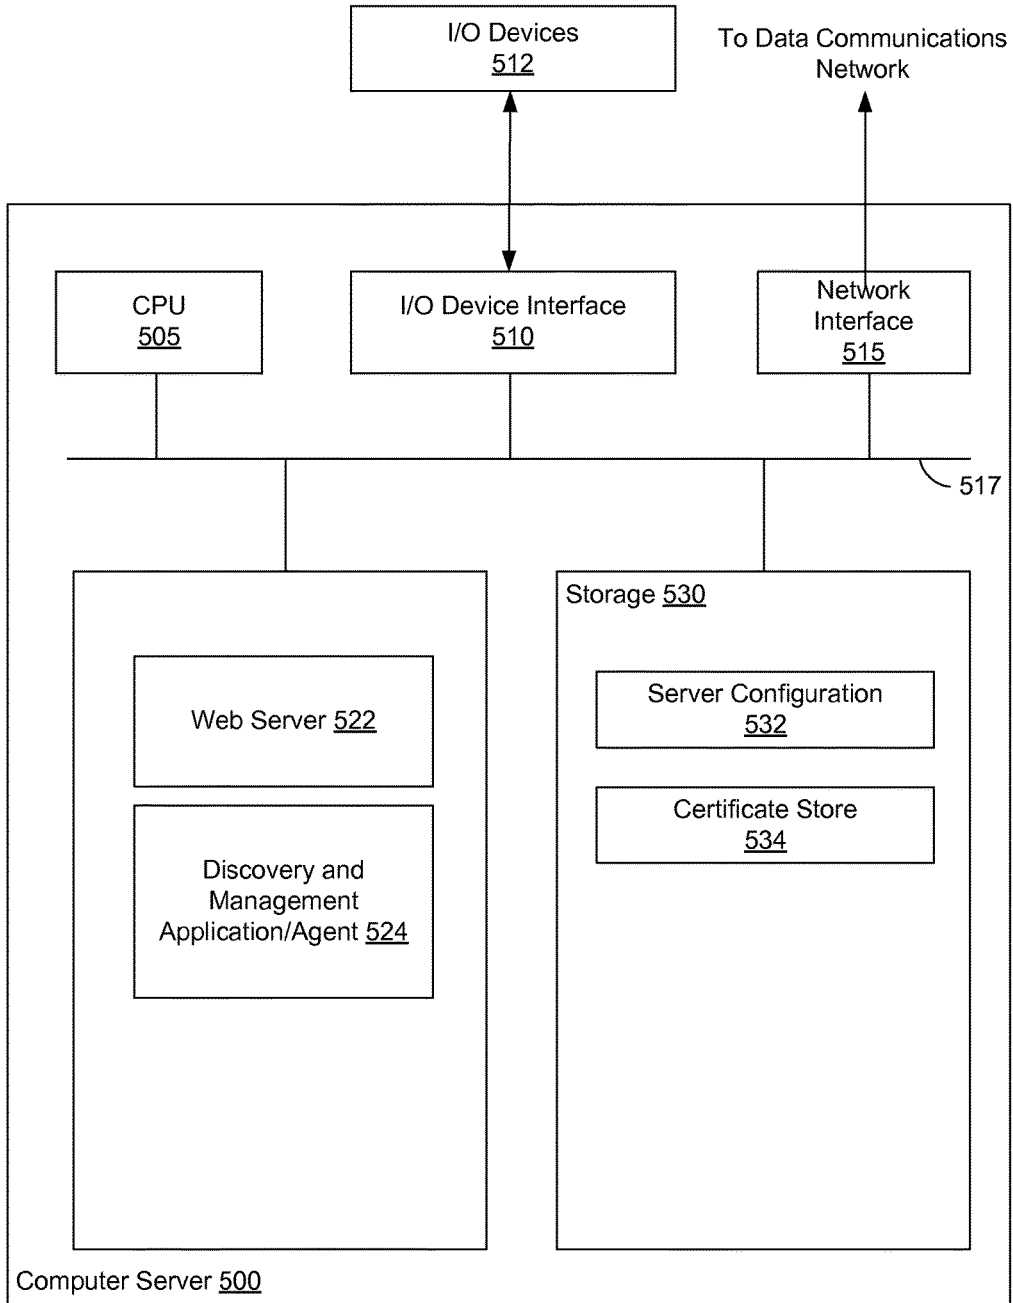 I/O Devices
512
To Data Communications
Network
CPU
505
I/O Device Interface
510
Network
Interface
515
517
Web Server 522
Discovery and
Management
Application/Agent 524
Storage 530
Server Configuration
532
Certificate Store
534
Computer Server 500